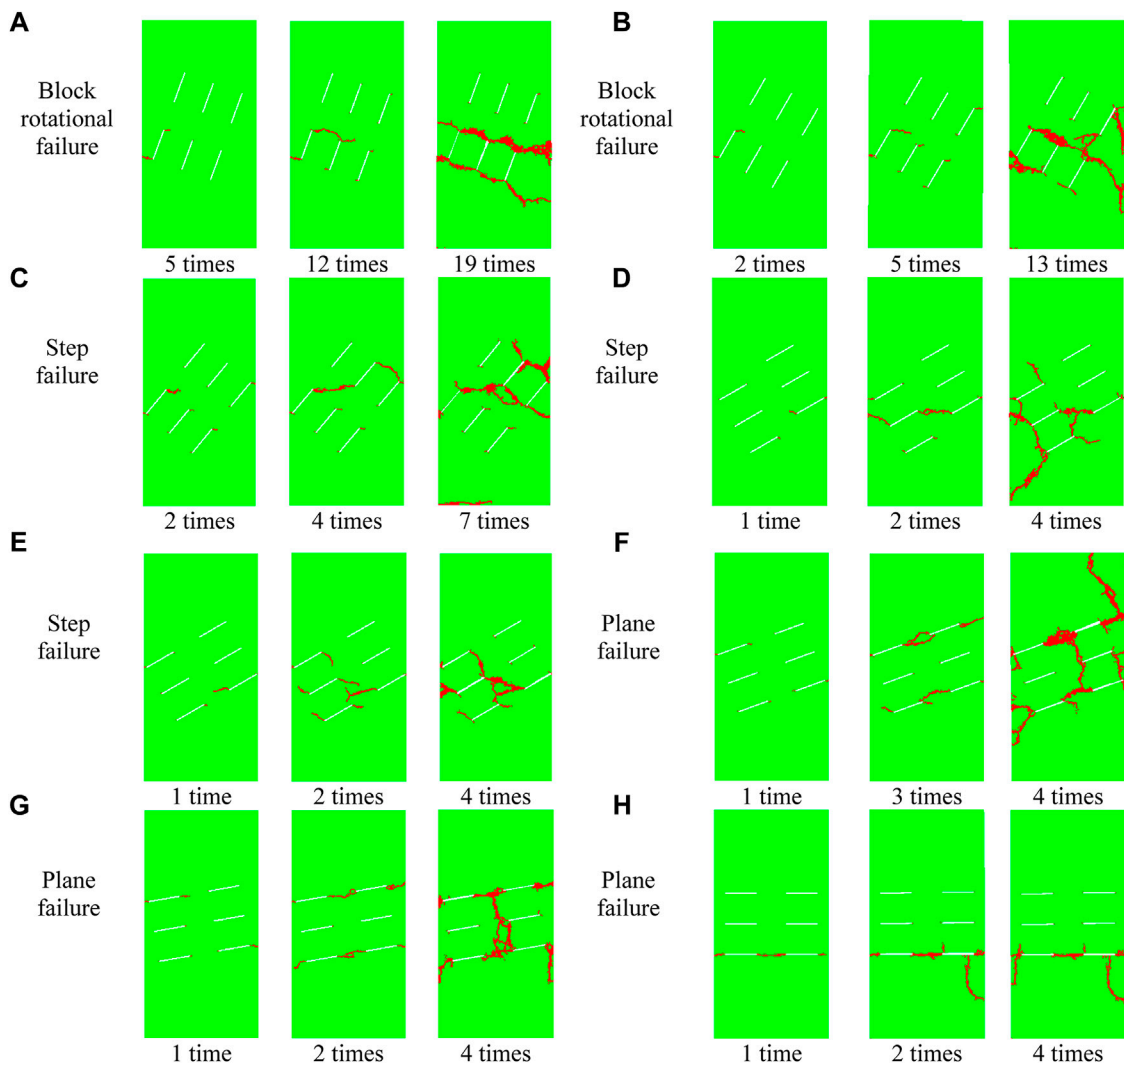 A
B
Block
rotational
failure
Block
rotational
failure
5 times
12 times
19 times
2 times
5 times
13 times
C
D
Step
failure
Step
failure
2 times
4 times
7 times
1 time
2 times
4 times
E
F
Step
failure
Plane
failure
1 time
2 times
4 times
1 time
3 times
4 times
G
H
Plane
failure
Plane
failure
1 time
2 times
4 times
1 time
2 times
4 times